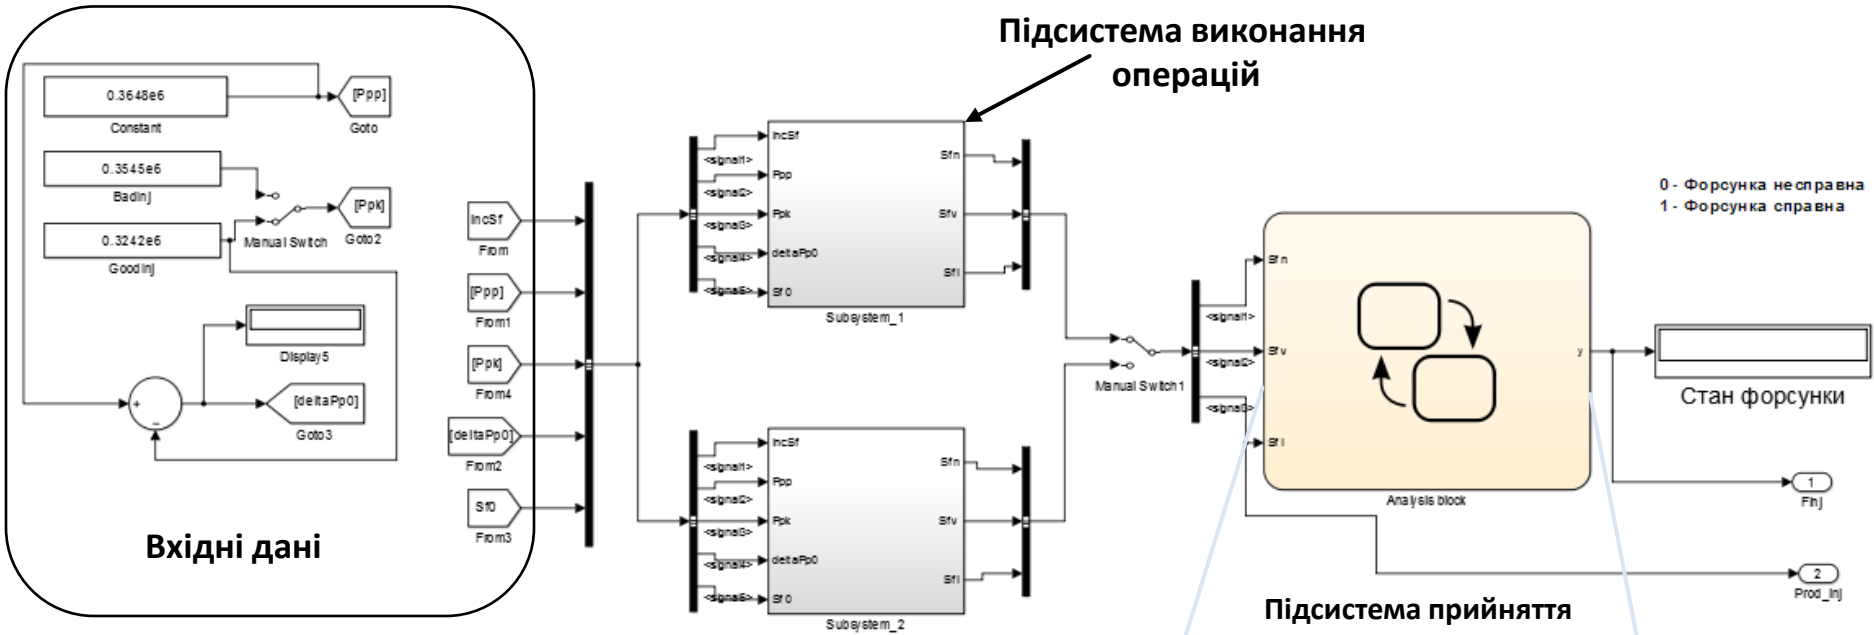 Підсистема виконання
операцій
0.3648e6
Constant
[Ppp]
Goto
0.3545e6
BadInj
0.3242e6
GoodInj
Manual Switch
[Ppk]
Goto2
Display5
+
−
[deltaPp0]
Goto3
Вхідні дані
IncSf
From
[Ppp]
From1
[Ppk]
From4
[deltaPp0]
From2
Sf0
From3
<signal1>
<signal2>
<signal3>
<signal4>
<signal5>
IncSf
Ppp
Ppk
deltaPp0
Sf0
Sfn
Sfv
Sfl
Subsystem_1
<signal1>
<signal2>
<signal3>
<signal4>
<signal5>
IncSf
Ppp
Ppk
deltaPp0
Sf0
Sfn
Sfv
Sfl
Subsystem_2
Manual Switch1
<signal1>
<signal2>
<signal3>
Sfn
Sfv
Sfl
y
Analysis block
0 - Форсунка несправна
1 - Форсунка справна
Стан форсунки
1
FInj
2
Prod_Inj
Підсистема прийняття